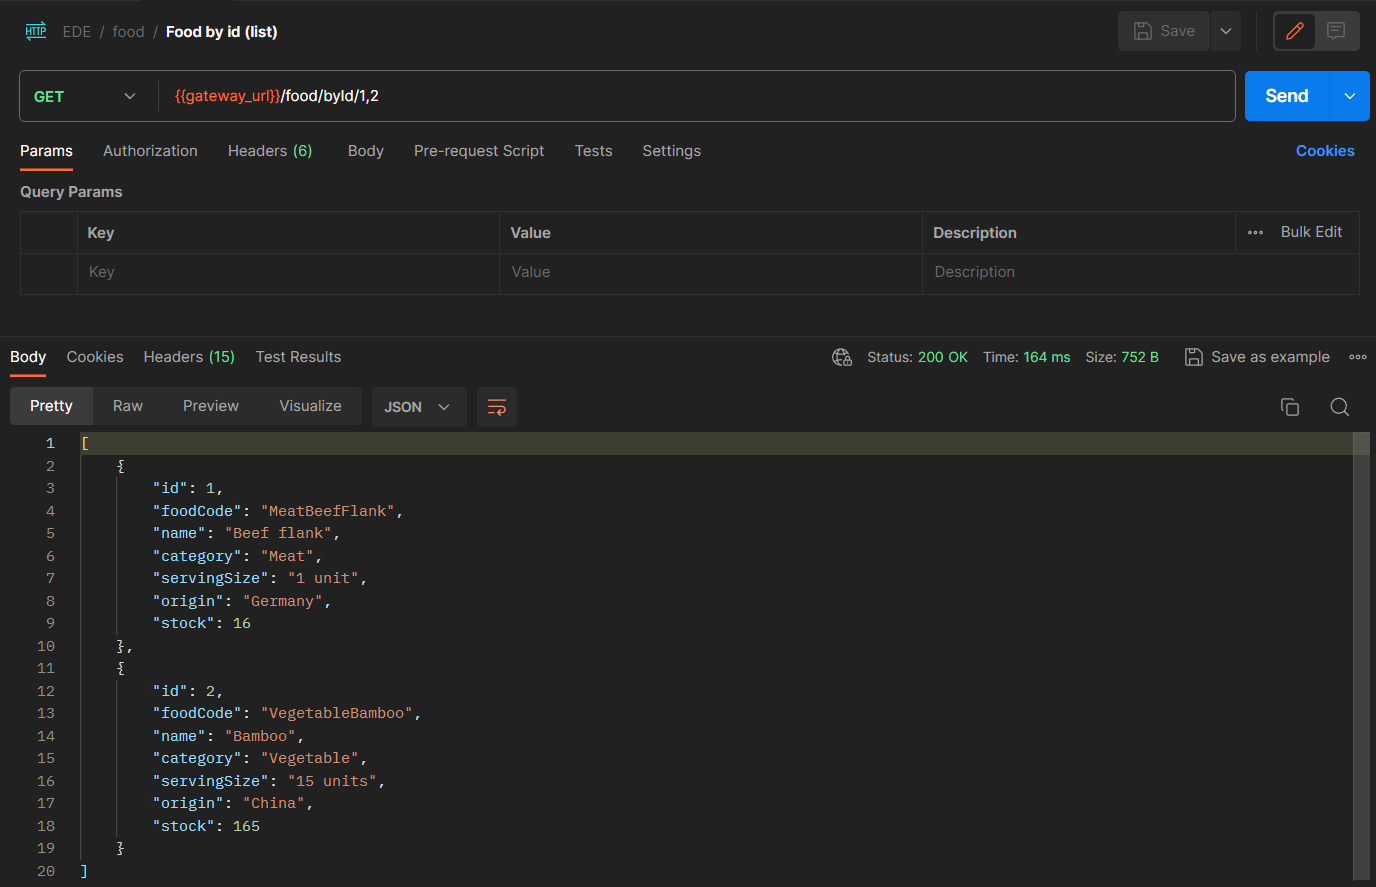 HTTP EDE / food / Food by id (list) Save
GET {{gateway_url}}/food/byId/1,2 Send
Params Authorization Headers (6) Body Pre-request Script Tests Settings Cookies
Query Params
Key Value Description Bulk Edit
Key Value Description
Body Cookies Headers (15) Test Results Status: 200 OK Time: 164 ms Size: 752 B Save as example
Pretty Raw Preview Visualize JSON
1 [
2 {
3 "id": 1,
4 "foodCode": "MeatBeefFlank",
5 "name": "Beef flank",
6 "category": "Meat",
7 "servingSize": "1 unit",
8 "origin": "Germany",
9 "stock": 16
10 },
11 {
12 "id": 2,
13 "foodCode": "VegetableBamboo",
14 "name": "Bamboo",
15 "category": "Vegetable",
16 "servingSize": "15 units",
17 "origin": "China",
18 "stock": 165
19 }
20 ]